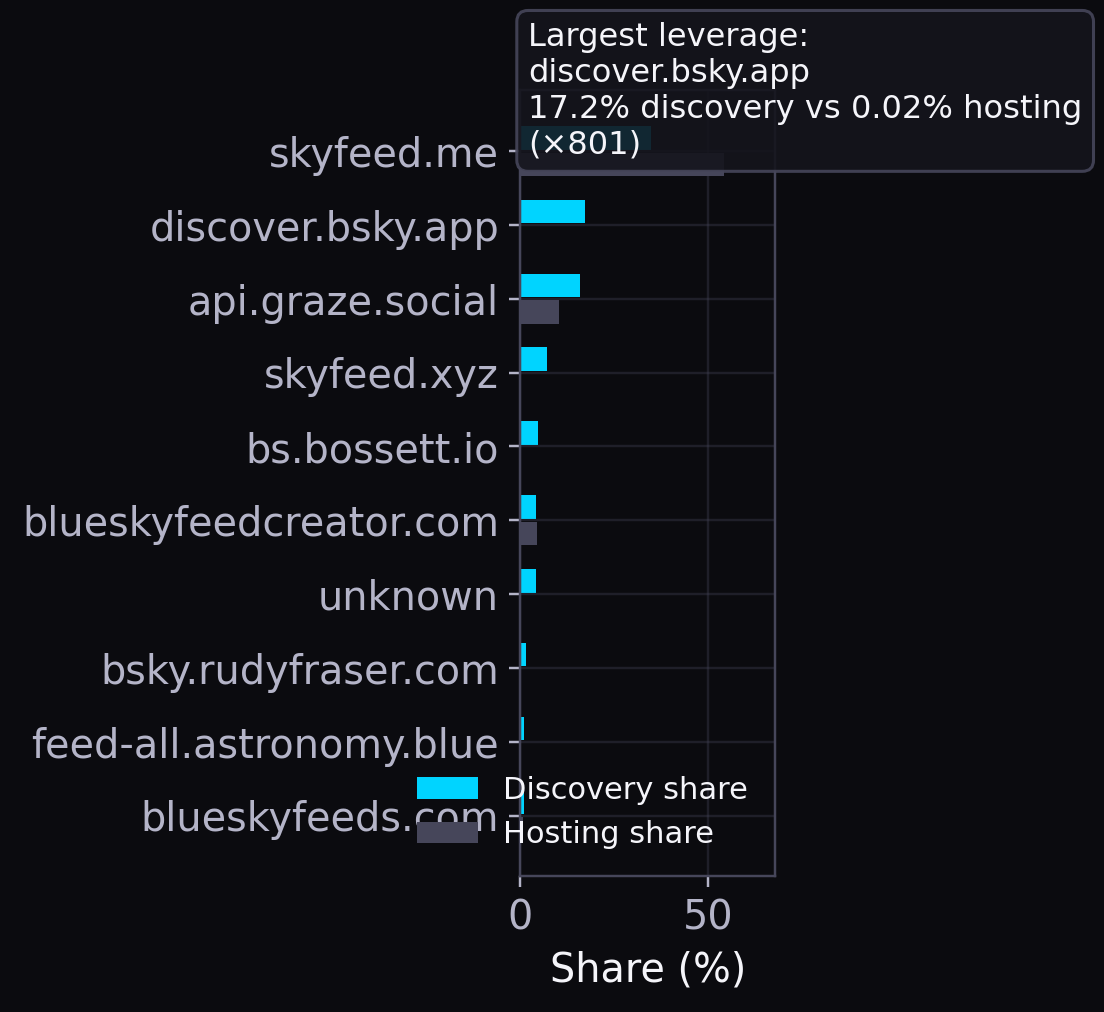 Largest leverage:
discover.bsky.app
17.2% discovery vs 0.02% hosting
(×801)
skyfeed.me
discover.bsky.app
api.graze.social
skyfeed.xyz
bs.bossett.io
blueskyfeedcreator.com
unknown
bsky.rudyfraser.com
feed-all.astronomy.blue
blueskyfeeds.com
Discovery share
Hosting share
0 50
Share (%)